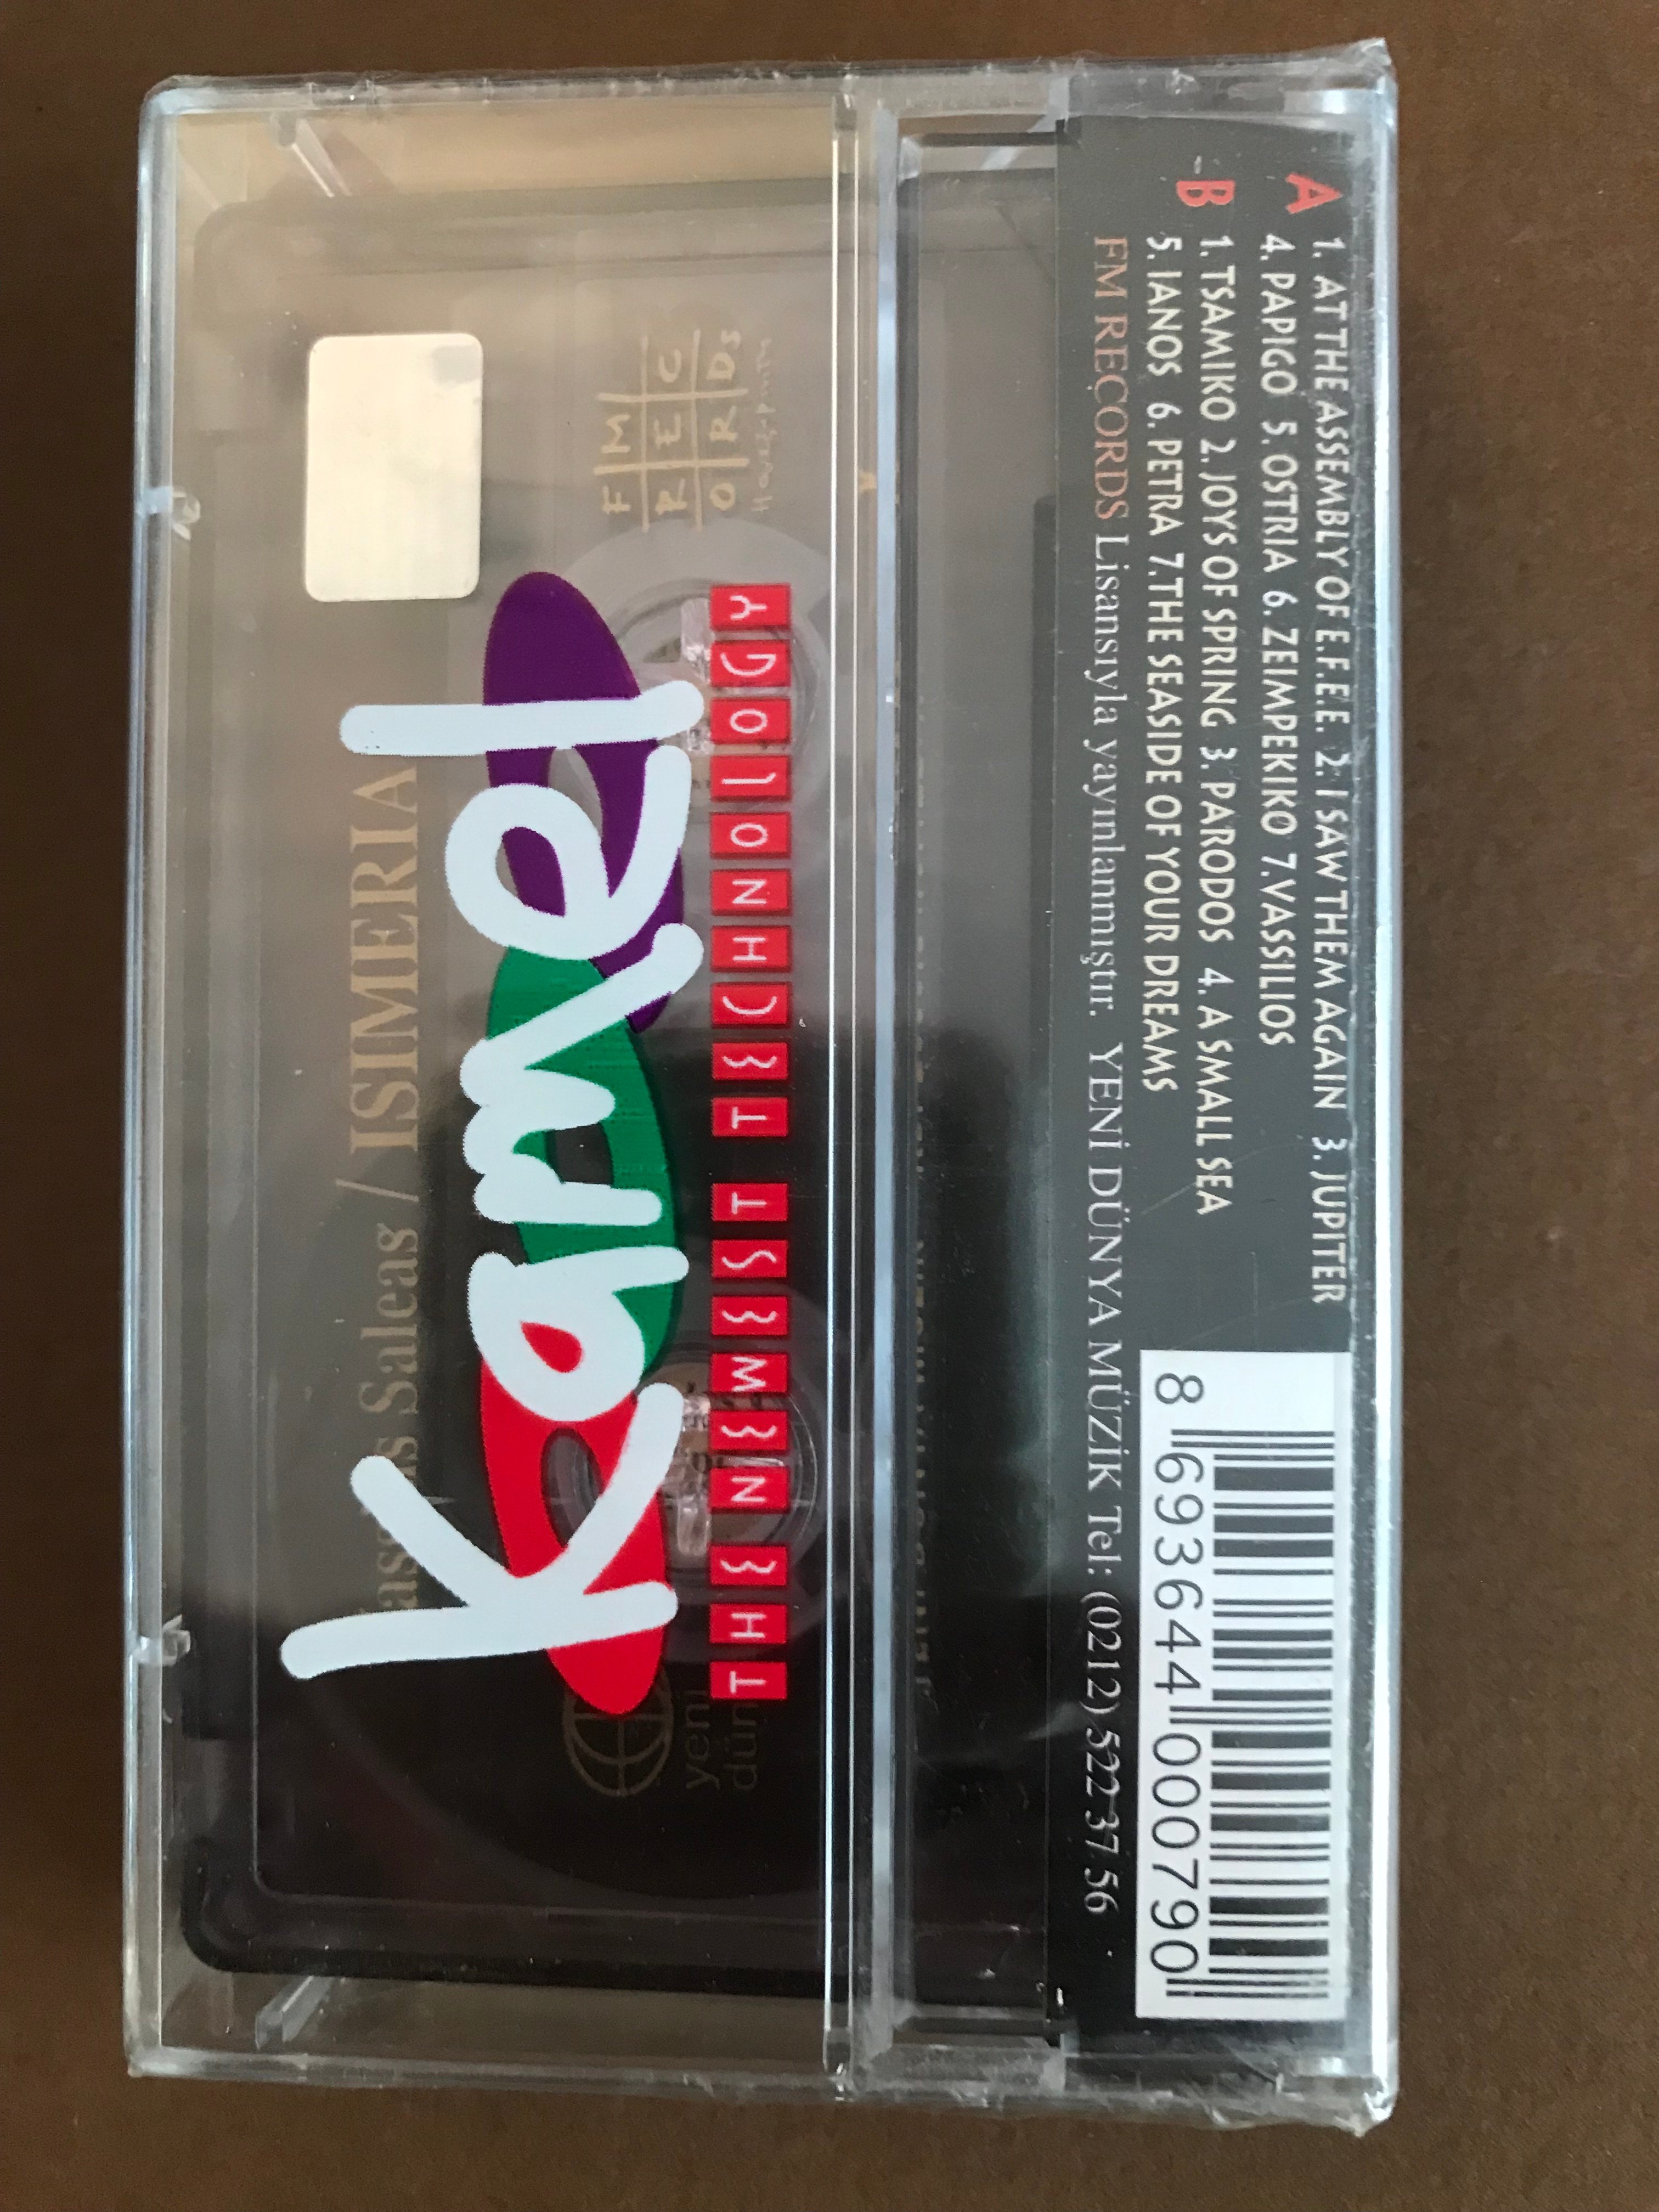 A 1. AT THE ASSEMBLY OF E.F.E.E. 2. I SAW THEM AGAIN 3. JUPITER
4. PAPIGO 5. OSTRIA 6. ZEIMPEKIKO 7. VASSILIOS
B 1. TSAMIKO 2. JOYS OF SPRING 3. PARODOS 4. A SMALL SEA
5. IANOS 6. PETRA 7. THE SEASIDE OF YOUR DREAMS
FM RECORDS Lisansıyla yayınlanmıştır. YENİ DÜNYA MÜZİK Tel: (0212) 522 37 56
8 693644 000790
Saleas / ISIMERIA
Karmel
THE NEWEST TECHNOLOGY
FM
REC
ORDS
yeni